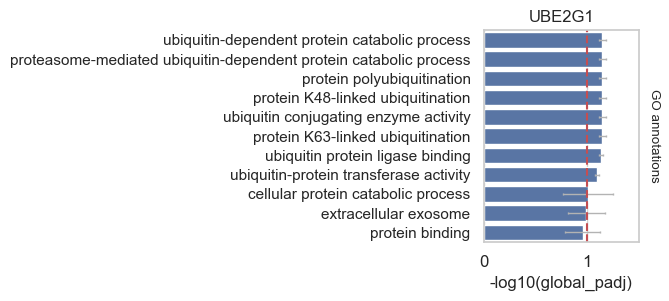 UBE2G1
ubiquitin-dependent protein catabolic process
proteasome-mediated ubiquitin-dependent protein catabolic process
protein polyubiquitination
protein K48-linked ubiquitination
ubiquitin conjugating enzyme activity
protein K63-linked ubiquitination
ubiquitin protein ligase binding
ubiquitin-protein transferase activity
cellular protein catabolic process
extracellular exosome
protein binding
GO annotations
0 1
-log10(global_padj)